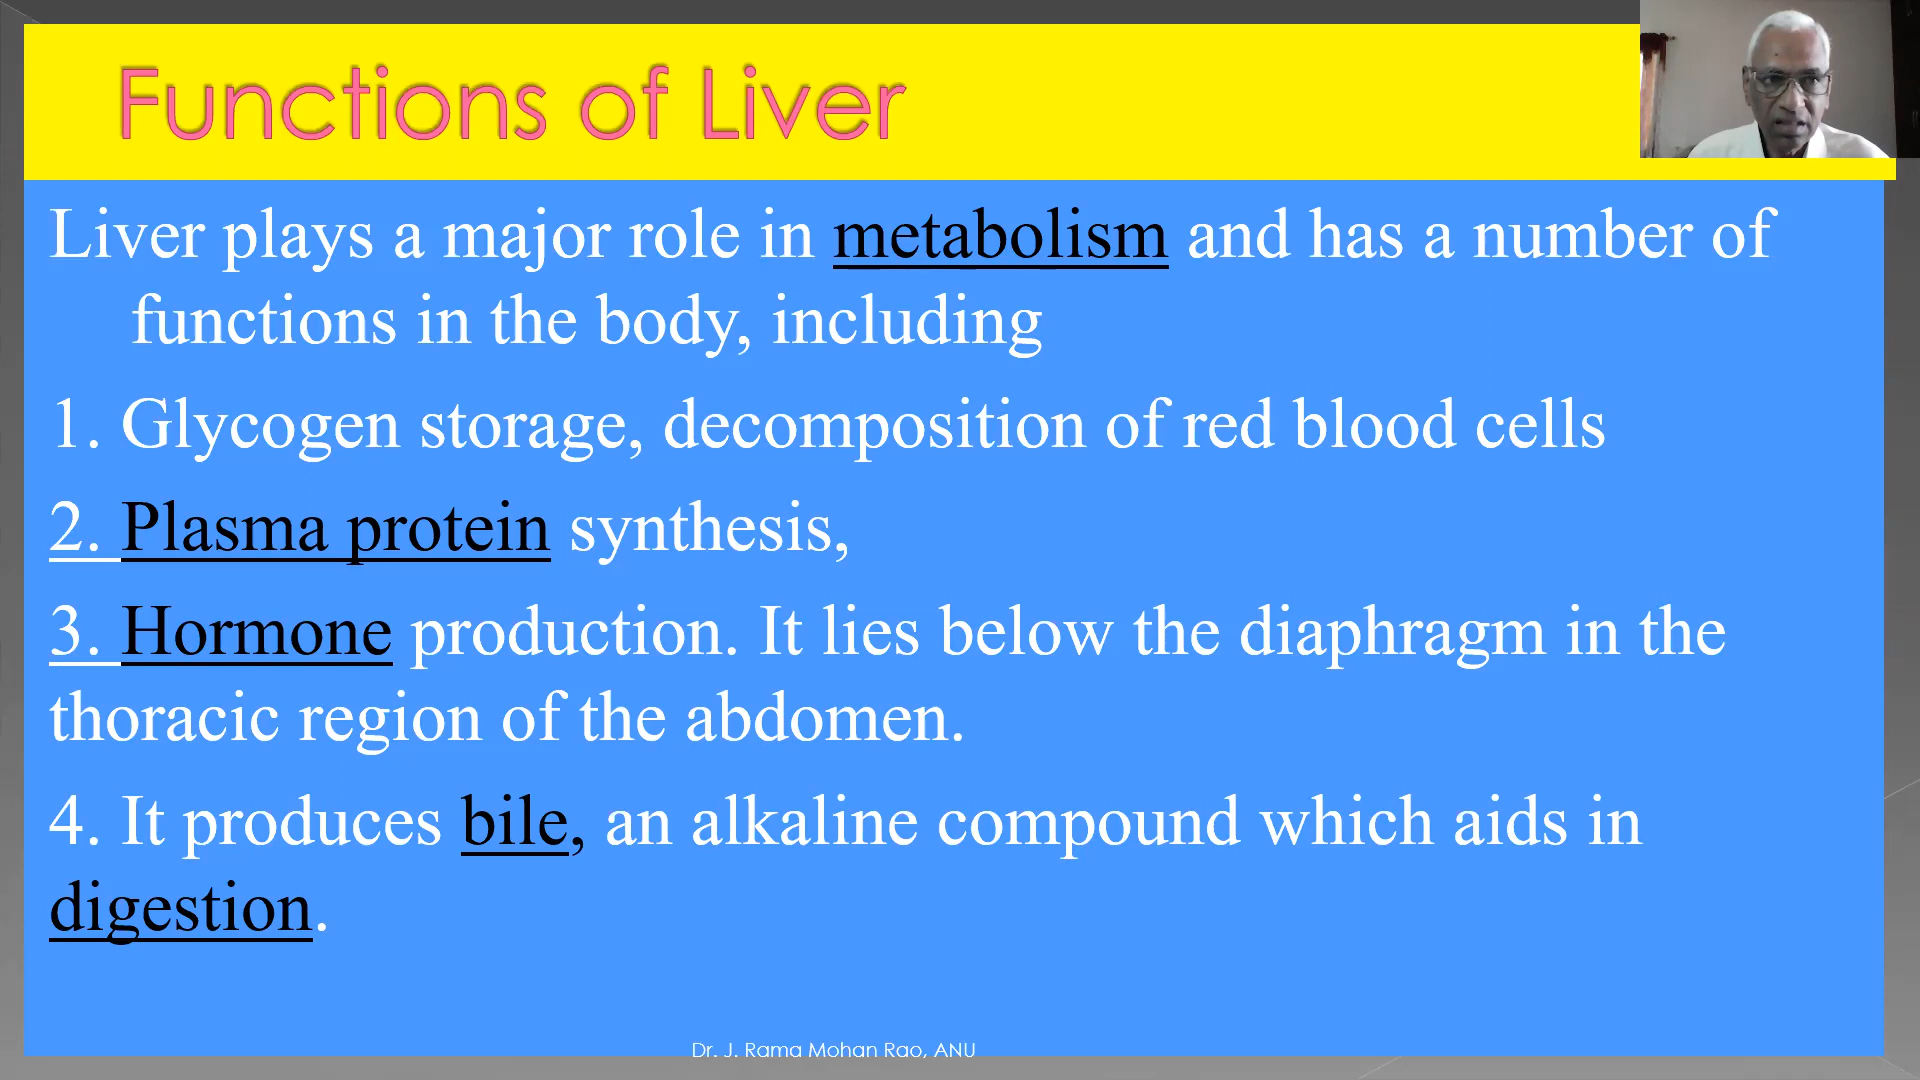 Functions of Liver
Liver plays a major role in metabolism and has a number of
functions in the body, including
1. Glycogen storage, decomposition of red blood cells
2. Plasma protein synthesis,
3. Hormone production. It lies below the diaphragm in the
thoracic region of the abdomen.
4. It produces bile, an alkaline compound which aids in
digestion.
Dr. J. Rama Mohan Rao, ANU